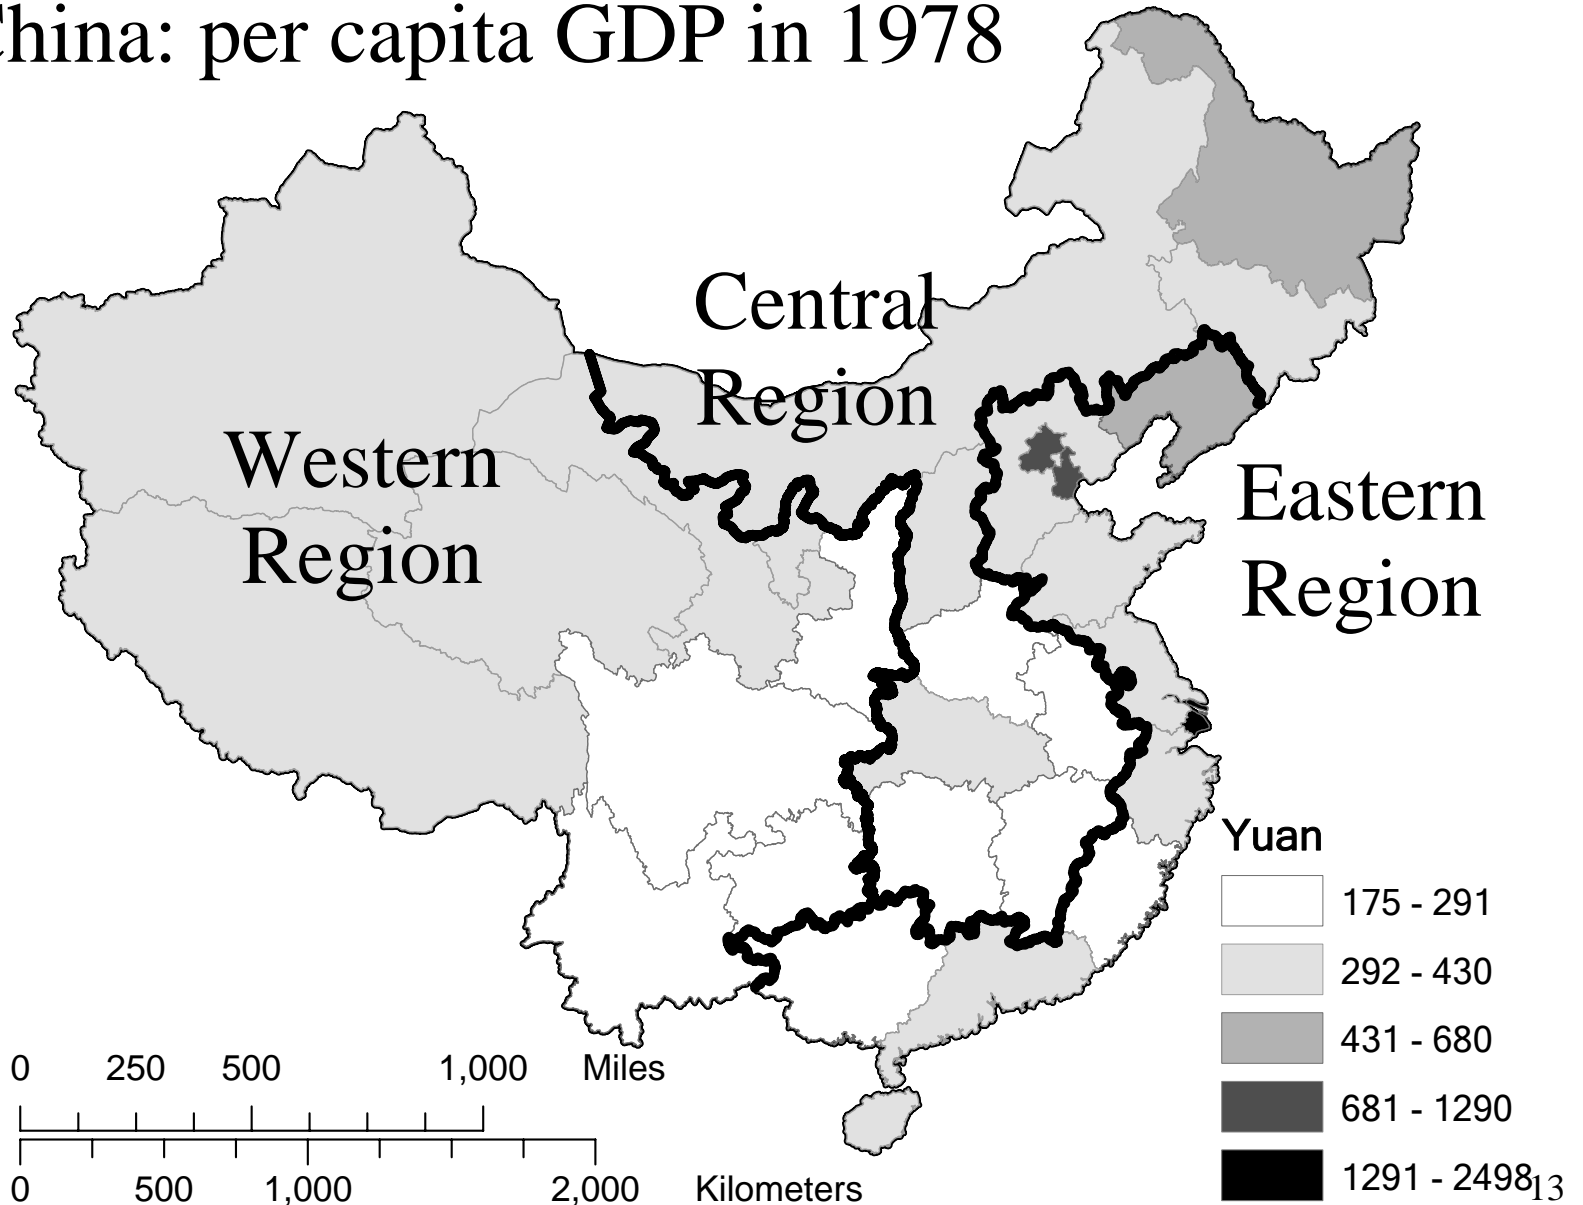 China: per capita GDP in 1978
Central
Region
Western
Region
Eastern
Region
Yuan
175 - 291
292 - 430
431 - 680
681 - 1290
1291 - 2498
0 250 500 1,000 Miles
0 500 1,000 2,000 Kilometers
13